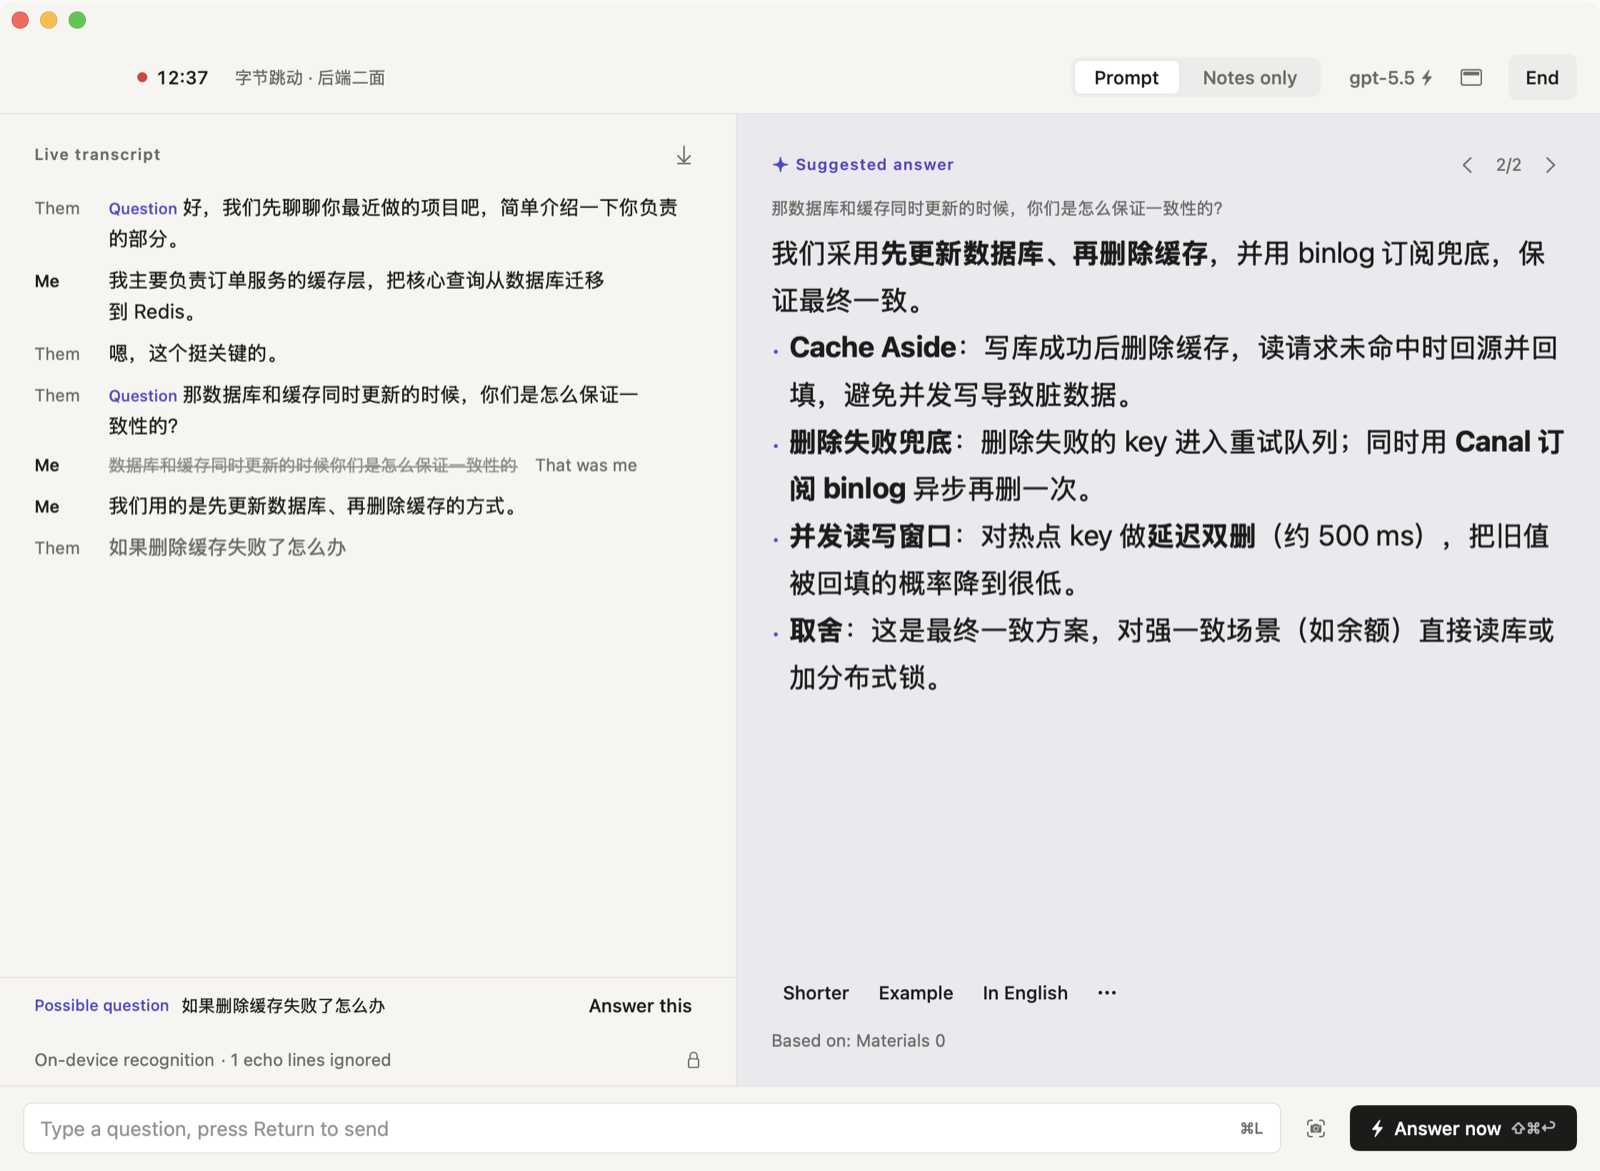 12:37 字节跳动 · 后端二面
Prompt Notes only gpt-5.5 End
Live transcript
Them Question 好，我们先聊聊你最近做的项目吧，简单介绍一下你负责
的部分。
Me 我主要负责订单服务的缓存层，把核心查询从数据库迁移
到 Redis。
Them 嗯，这个挺关键的。
Them Question 那数据库和缓存同时更新的时候，你们是怎么保证一
致性的?
Me 数据库和缓存同时更新的时候你们是怎么保证一致性的 That was me
Me 我们用的是先更新数据库、再删除缓存的方式。
Them 如果删除缓存失败了怎么办
Possible question 如果删除缓存失败了怎么办 Answer this
On-device recognition · 1 echo lines ignored
Suggested answer 2/2
那数据库和缓存同时更新的时候，你们是怎么保证一致性的?
我们采用先更新数据库、再删除缓存，并用 binlog 订阅兜底，保
证最终一致。
· Cache Aside：写库成功后删除缓存，读请求未命中时回源并回
填，避免并发写导致脏数据。
· 删除失败兜底：删除失败的 key 进入重试队列；同时用 Canal 订
阅 binlog 异步再删一次。
· 并发读写窗口：对热点 key 做延迟双删（约 500 ms），把旧值
被回填的概率降到很低。
· 取舍：这是最终一致方案，对强一致场景（如余额）直接读库或
加分布式锁。
Shorter Example In English ···
Based on: Materials 0
Type a question, press Return to send ⌘L
Answer now ⇧⌘↩